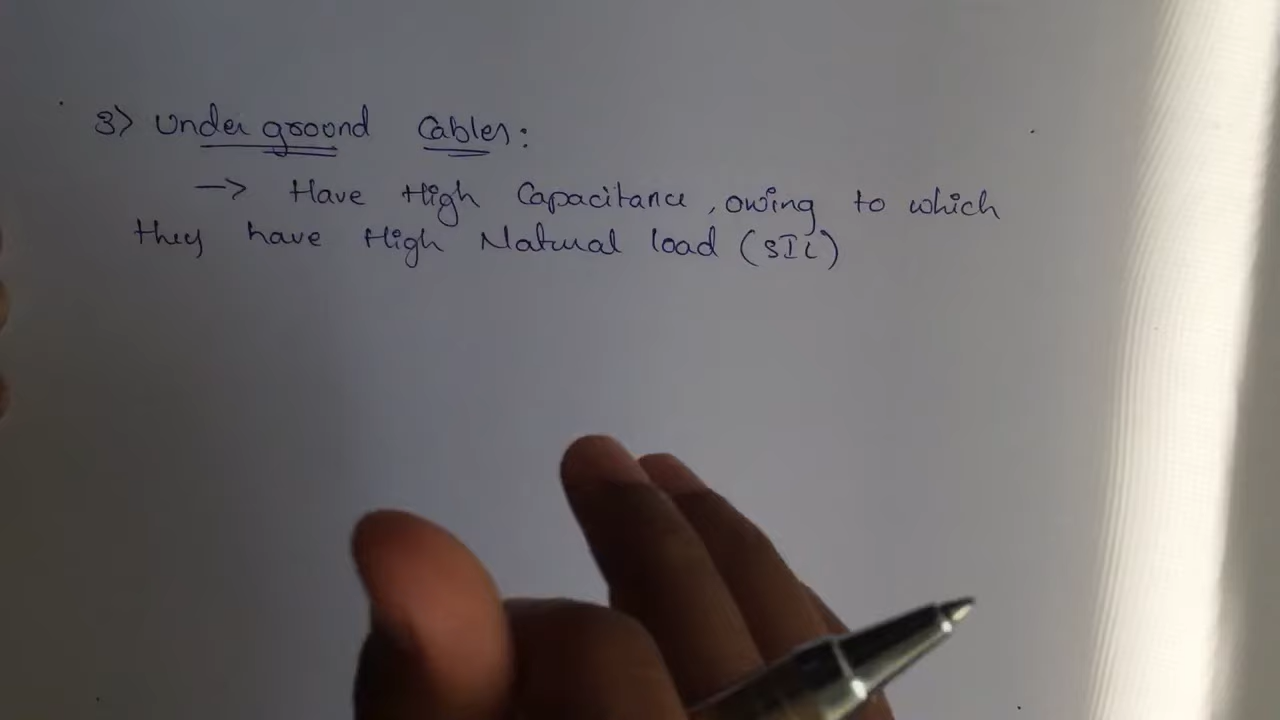 3) Underground Cables:
→ Have High Capacitance, owing to which
they have High Natural load (SIL)